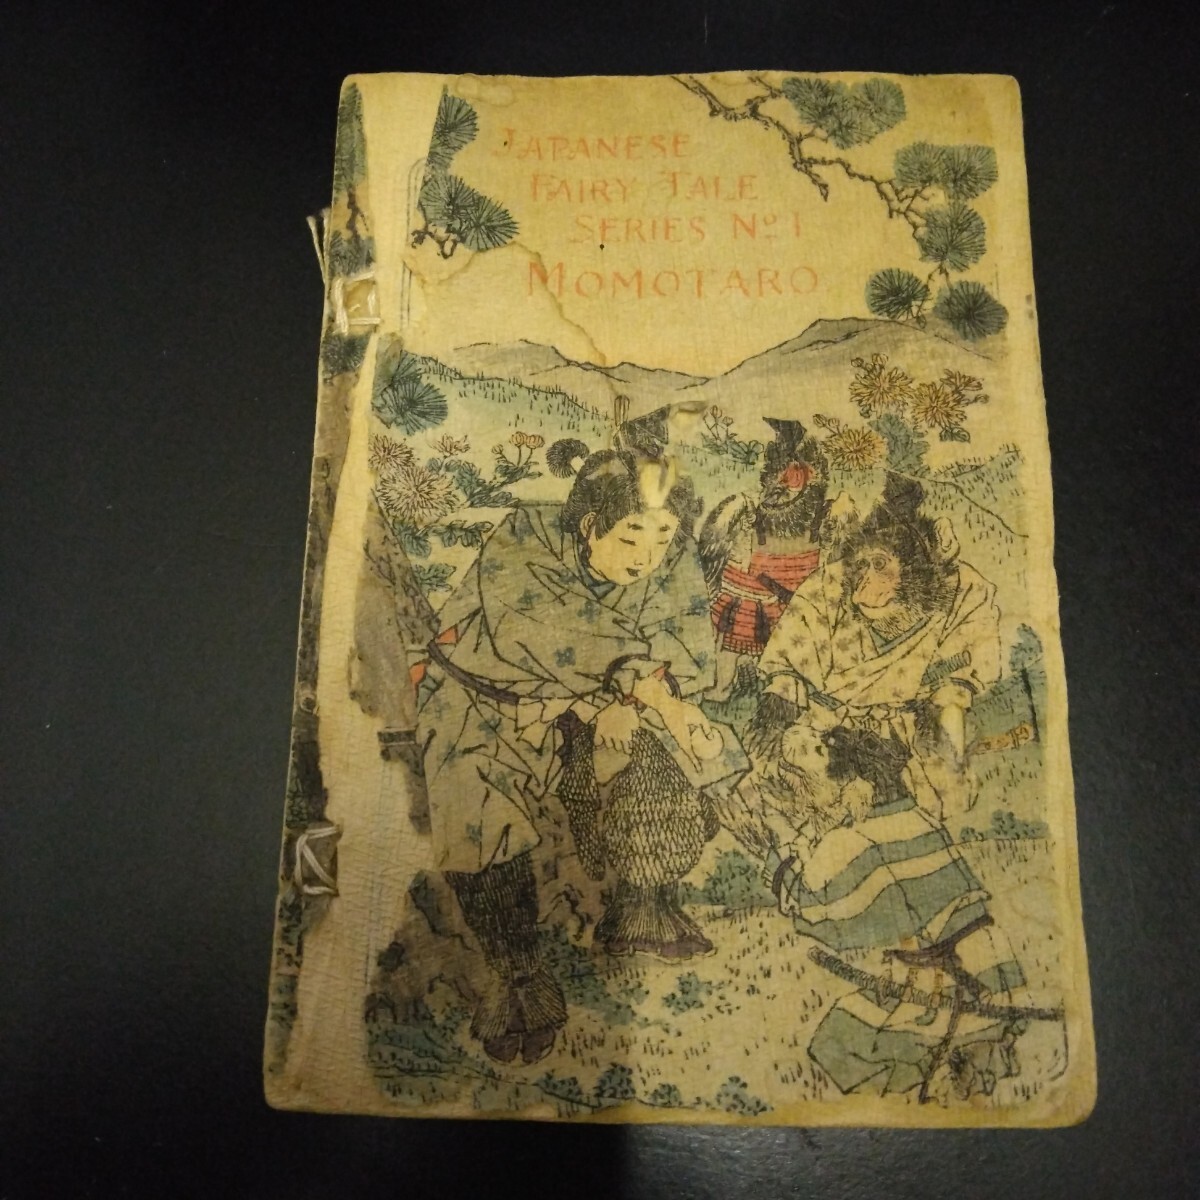 JAPANESE
FAIRY TALE
SERIES Nº 1
MOMOTARO